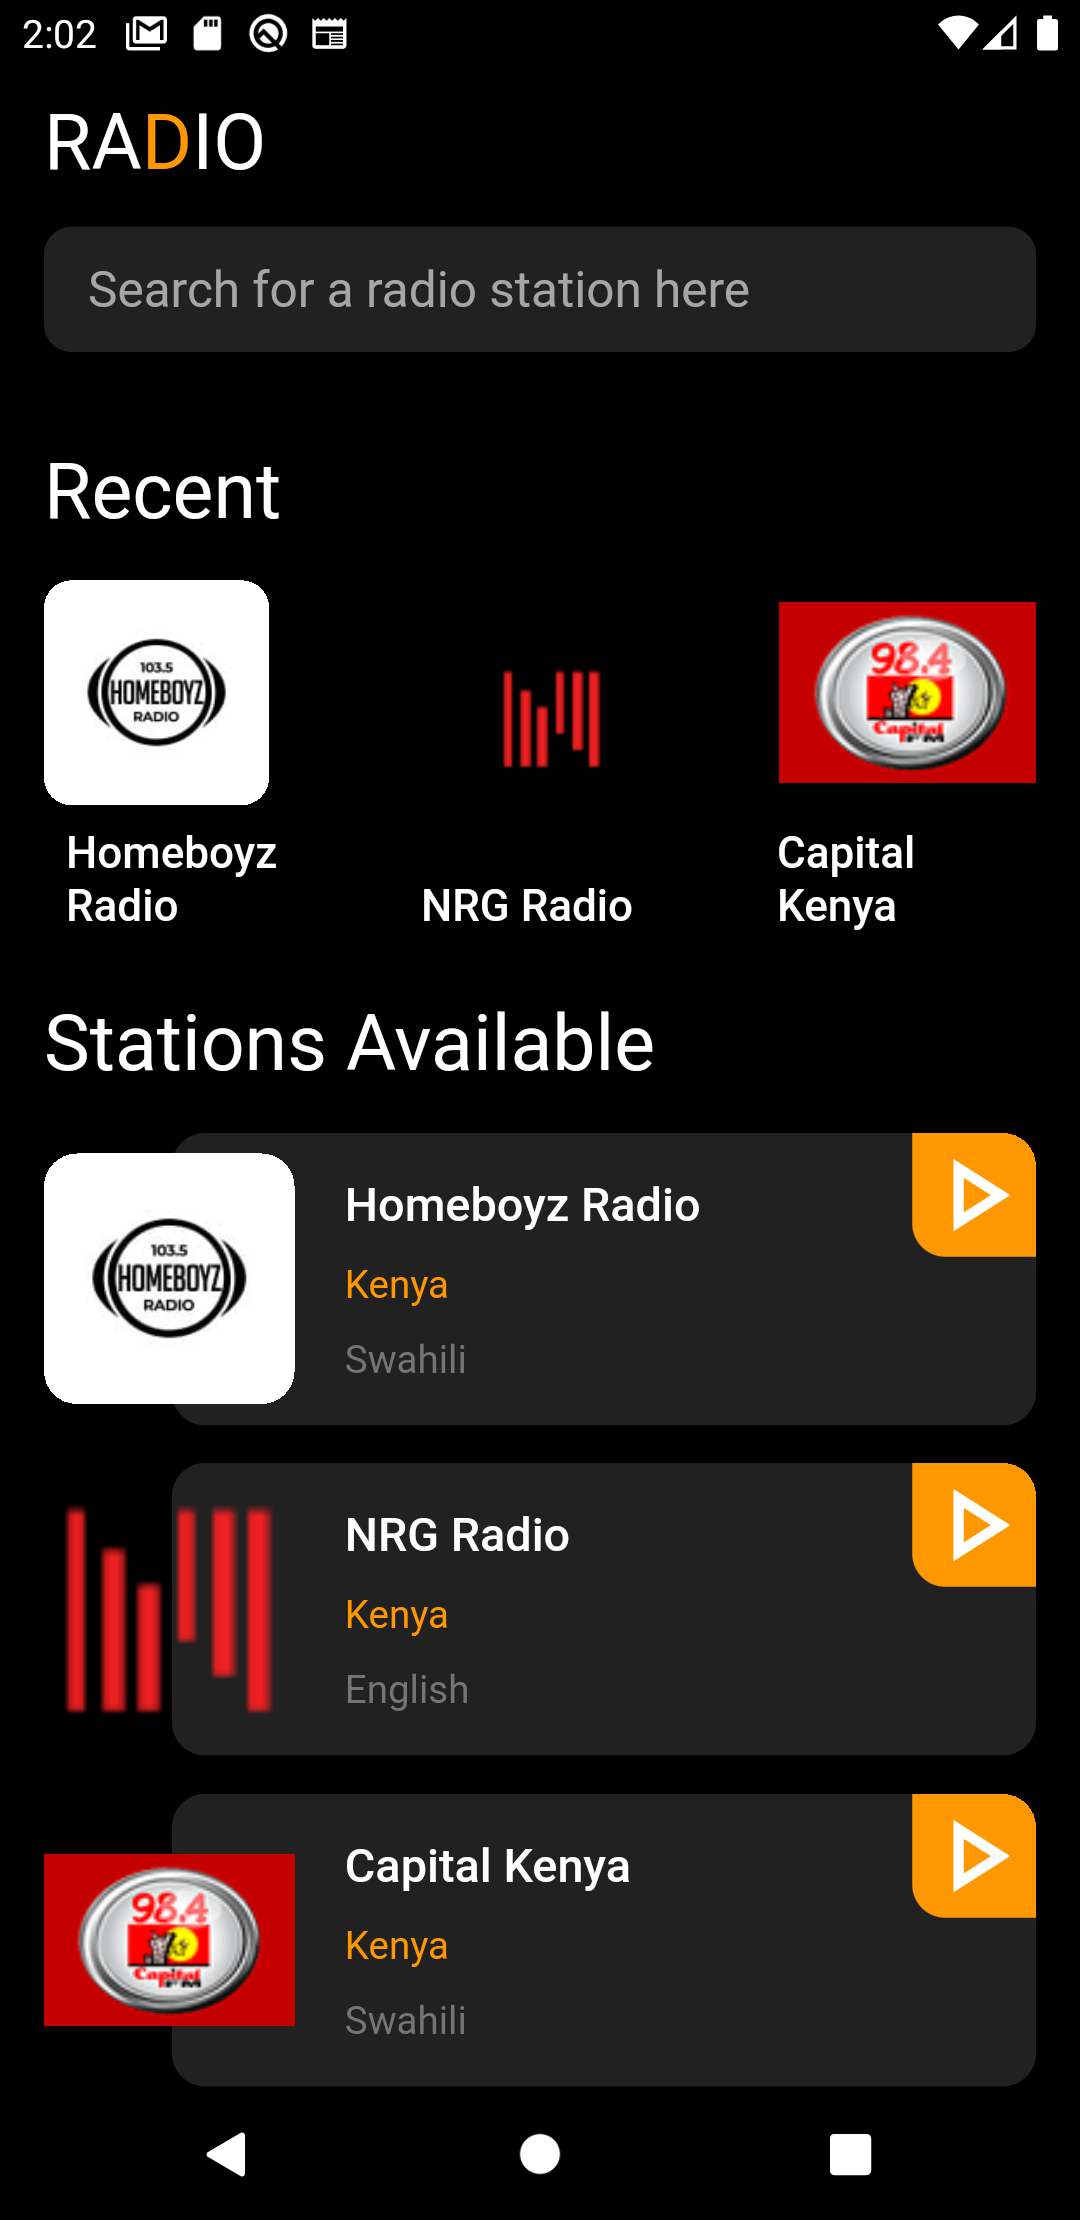 2:02
RADIO
Search for a radio station here
Recent
103.5
HOMEBOYZ
RADIO
98.4
Capital
FM
Homeboyz
Radio
NRG Radio
Capital
Kenya
Stations Available
103.5
HOMEBOYZ
RADIO
Homeboyz Radio
Kenya
Swahili
NRG Radio
Kenya
English
98.4
Capital
FM
Capital Kenya
Kenya
Swahili